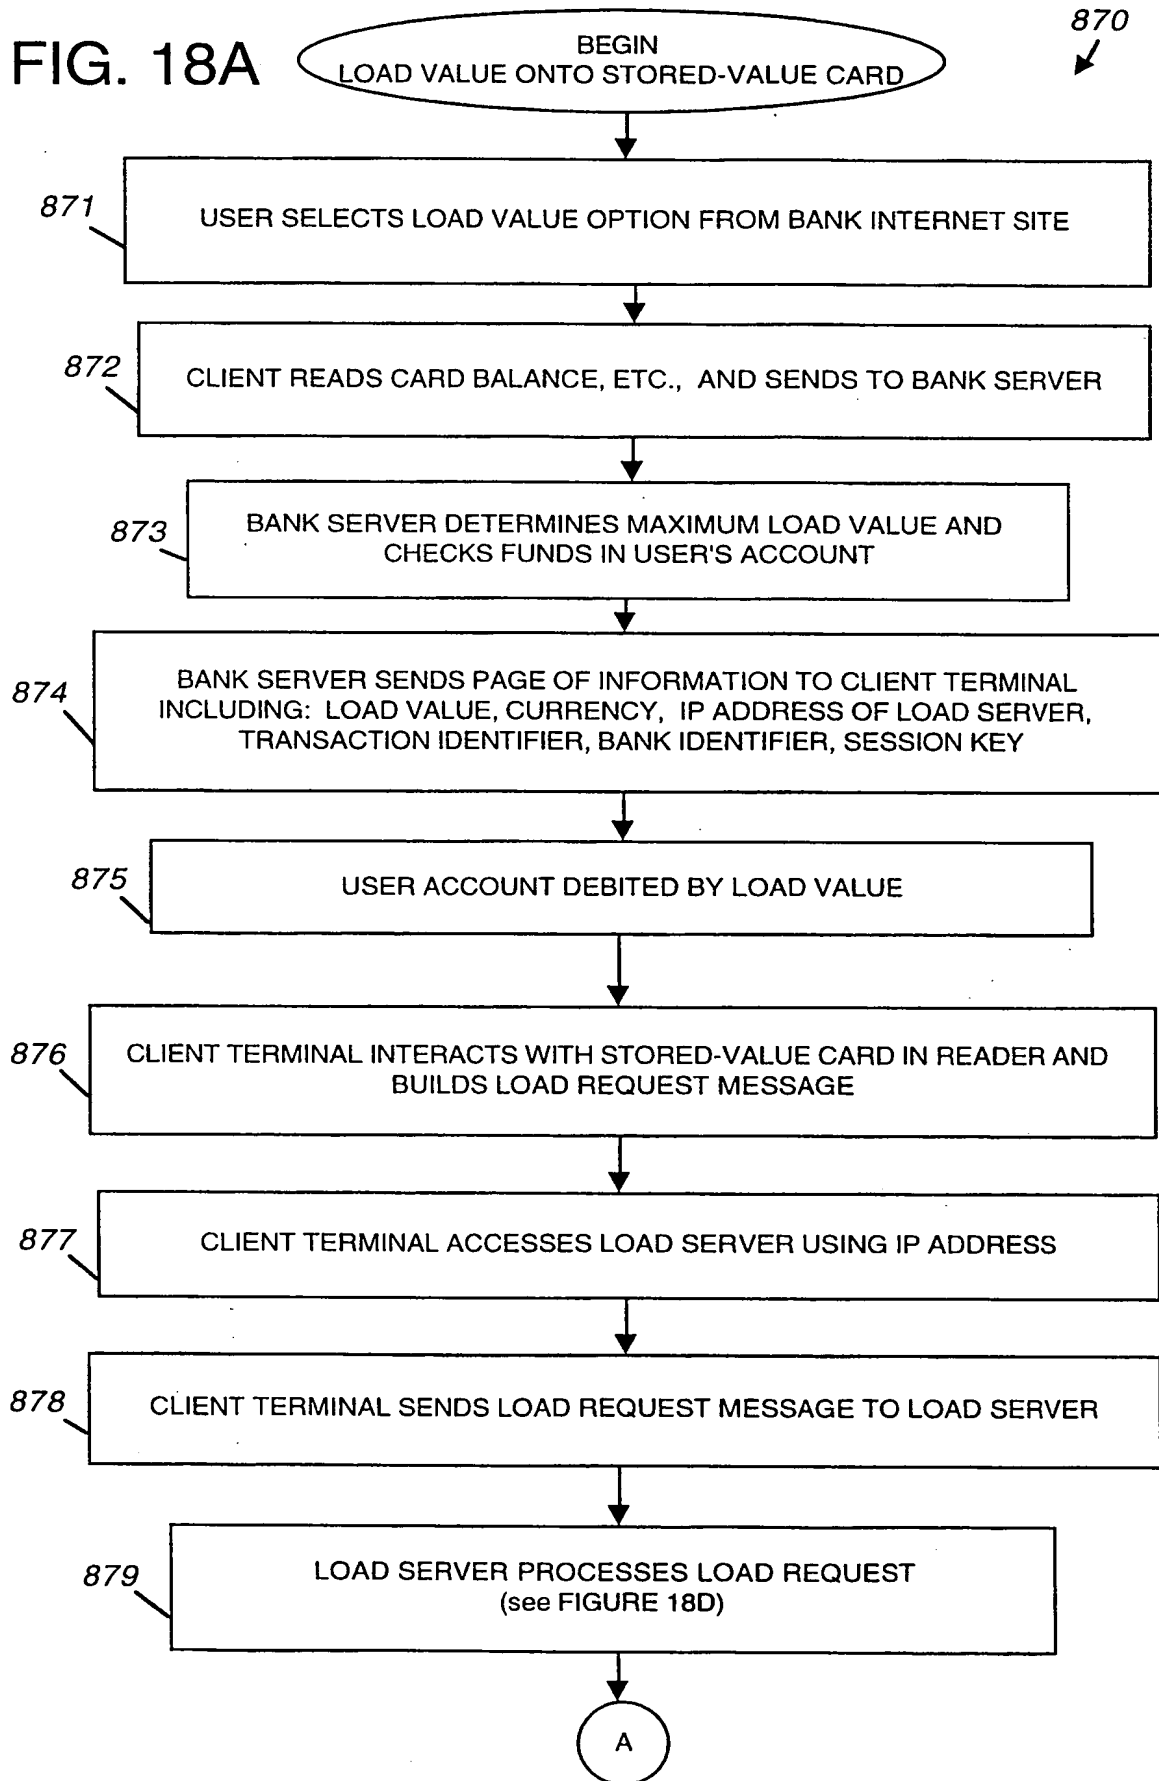 FIG. 18A
870
BEGIN
LOAD VALUE ONTO STORED-VALUE CARD
871
USER SELECTS LOAD VALUE OPTION FROM BANK INTERNET SITE
872
CLIENT READS CARD BALANCE, ETC., AND SENDS TO BANK SERVER
873
BANK SERVER DETERMINES MAXIMUM LOAD VALUE AND
CHECKS FUNDS IN USER'S ACCOUNT
874
BANK SERVER SENDS PAGE OF INFORMATION TO CLIENT TERMINAL
INCLUDING: LOAD VALUE, CURRENCY, IP ADDRESS OF LOAD SERVER,
TRANSACTION IDENTIFIER, BANK IDENTIFIER, SESSION KEY
875
USER ACCOUNT DEBITED BY LOAD VALUE
876
CLIENT TERMINAL INTERACTS WITH STORED-VALUE CARD IN READER AND
BUILDS LOAD REQUEST MESSAGE
877
CLIENT TERMINAL ACCESSES LOAD SERVER USING IP ADDRESS
878
CLIENT TERMINAL SENDS LOAD REQUEST MESSAGE TO LOAD SERVER
879
LOAD SERVER PROCESSES LOAD REQUEST
(see FIGURE 18D)
A